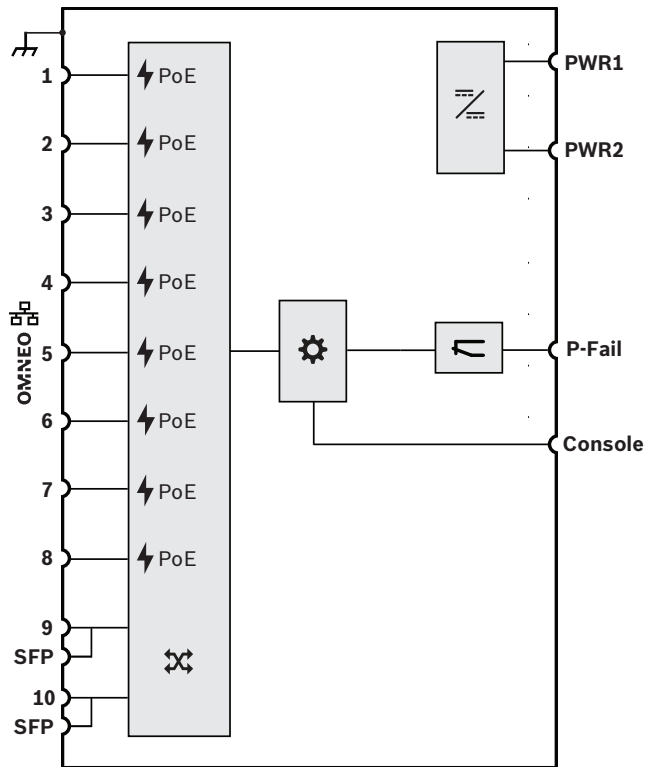 1 PoE PWR1
2 PoE PWR2
3 PoE
4 PoE
OMNEO
5 PoE P-Fail
6 PoE Console
7 PoE
8 PoE
9
SFP
10
SFP